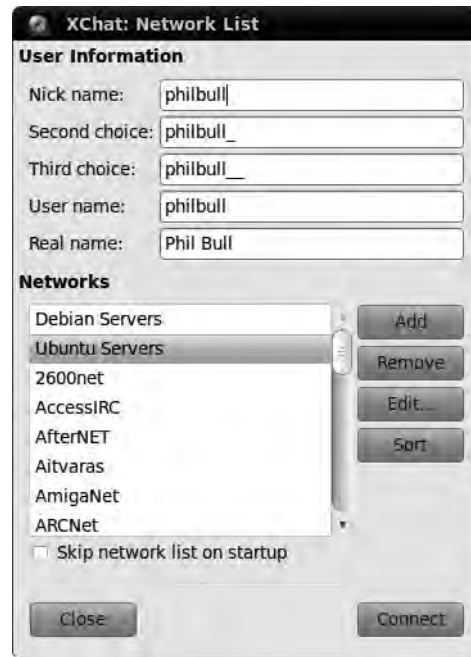 XChat: Network List
User Information
Nick name: philbull
Second choice: philbull_
Third choice: philbull__
User name: philbull
Real name: Phil Bull
Networks
Debian Servers
Ubuntu Servers
2600net
AccessIRC
AfterNET
Aitvaras
AmigaNet
ARCNet
Add
Remove
Edit...
Sort
Skip network list on startup
Close
Connect